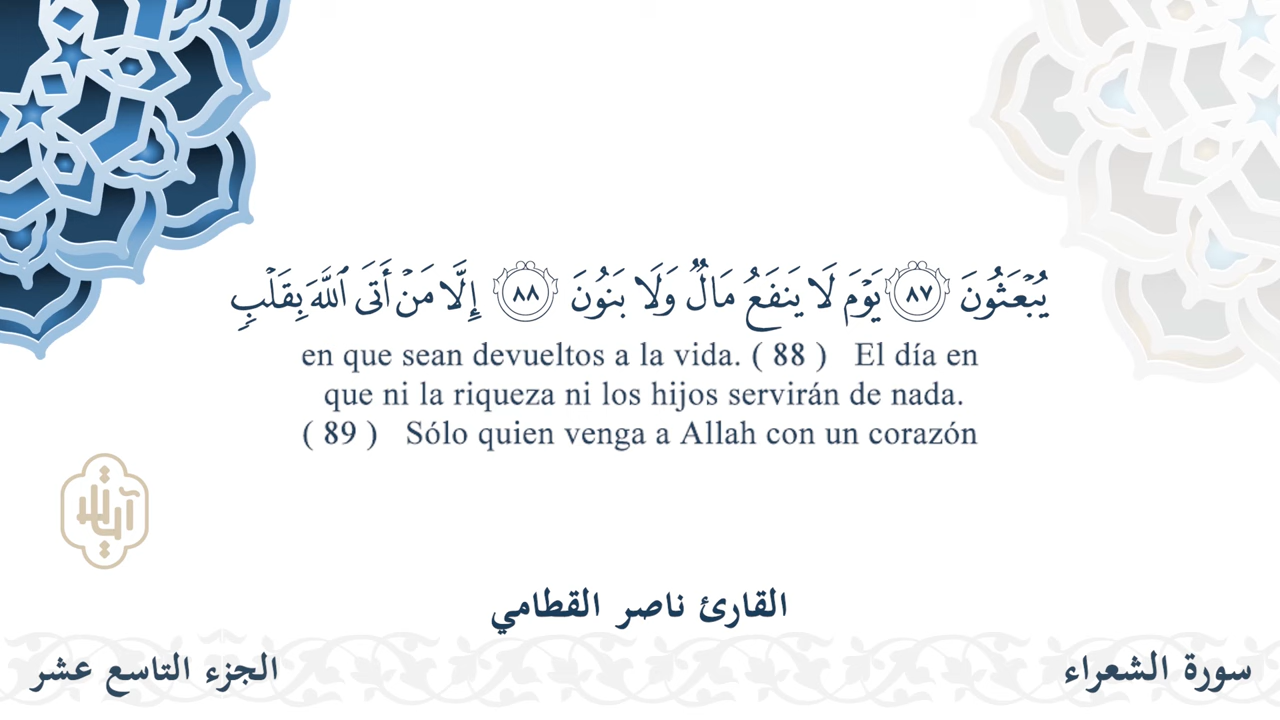 يُبْعَثُونَ ٨٧ يَوْمَ لَا يَنفَعُ مَالٌ وَلَا بَنُونَ ٨٨ إِلَّا مَنْ أَتَى ٱللَّهَ بِقَلْبٍ
en que sean devueltos a la vida. ( 88 ) El día en
que ni la riqueza ni los hijos servirán de nada.
( 89 ) Sólo quien venga a Allah con un corazón
القارئ ناصر القطامي
سورة الشعراء
الجزء التاسع عشر